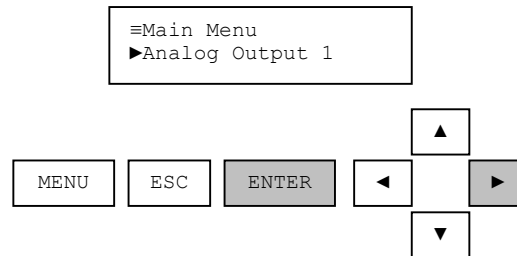 ≡Main Menu
►Analog Output 1
▲
MENU ESC ENTER ◄ ►
▼